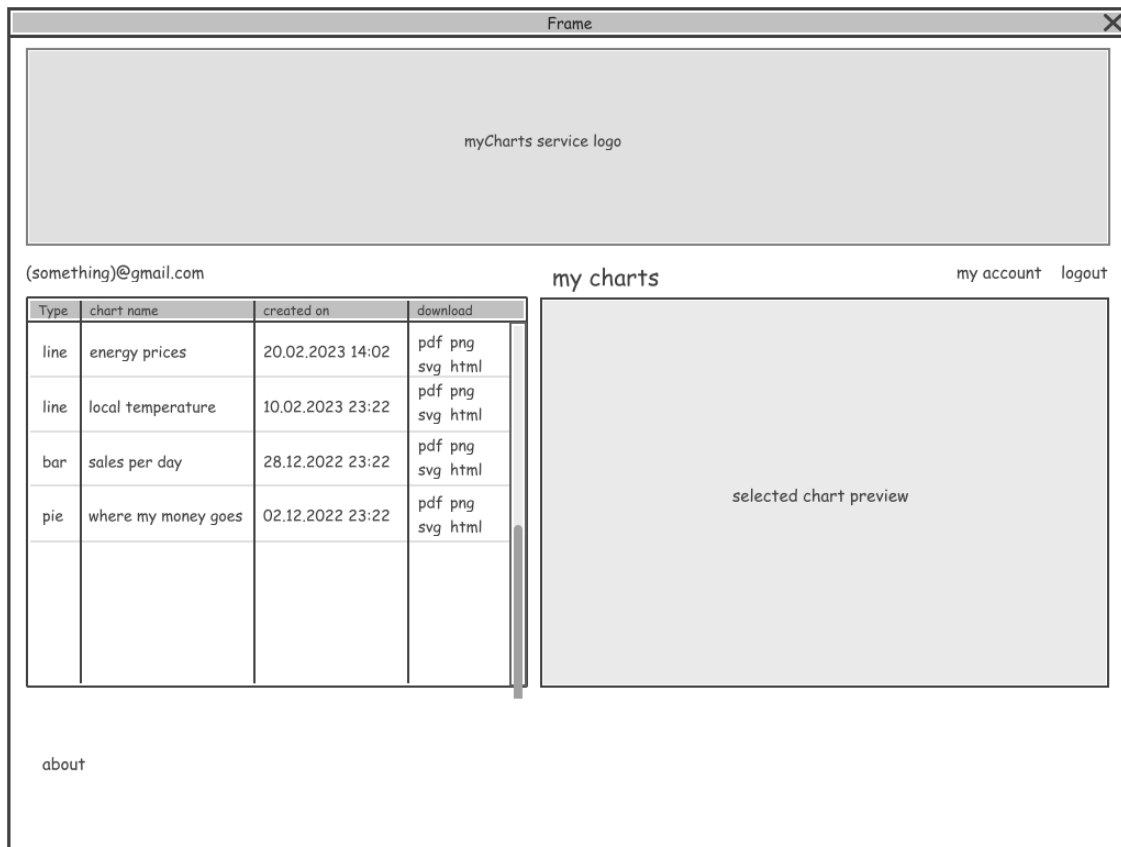 Frame
myCharts service logo
(something)@gmail.com
my charts
my account logout
Type chart name created on download
line energy prices 20.02.2023 14:02 pdf png
svg html
line local temperature 10.02.2023 23:22 pdf png
svg html
bar sales per day 28.12.2022 23:22 pdf png
svg html
pie where my money goes 02.12.2022 23:22 pdf png
svg html
selected chart preview
about